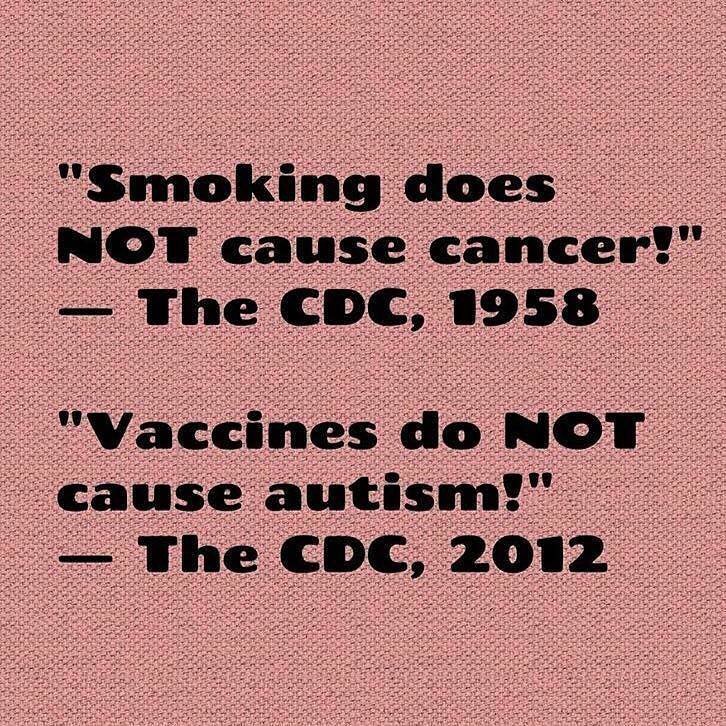 "Smoking does
NOT cause cancer!"
— The CDC, 1958
"Vaccines do NOT
cause autism!"
— The CDC, 2012